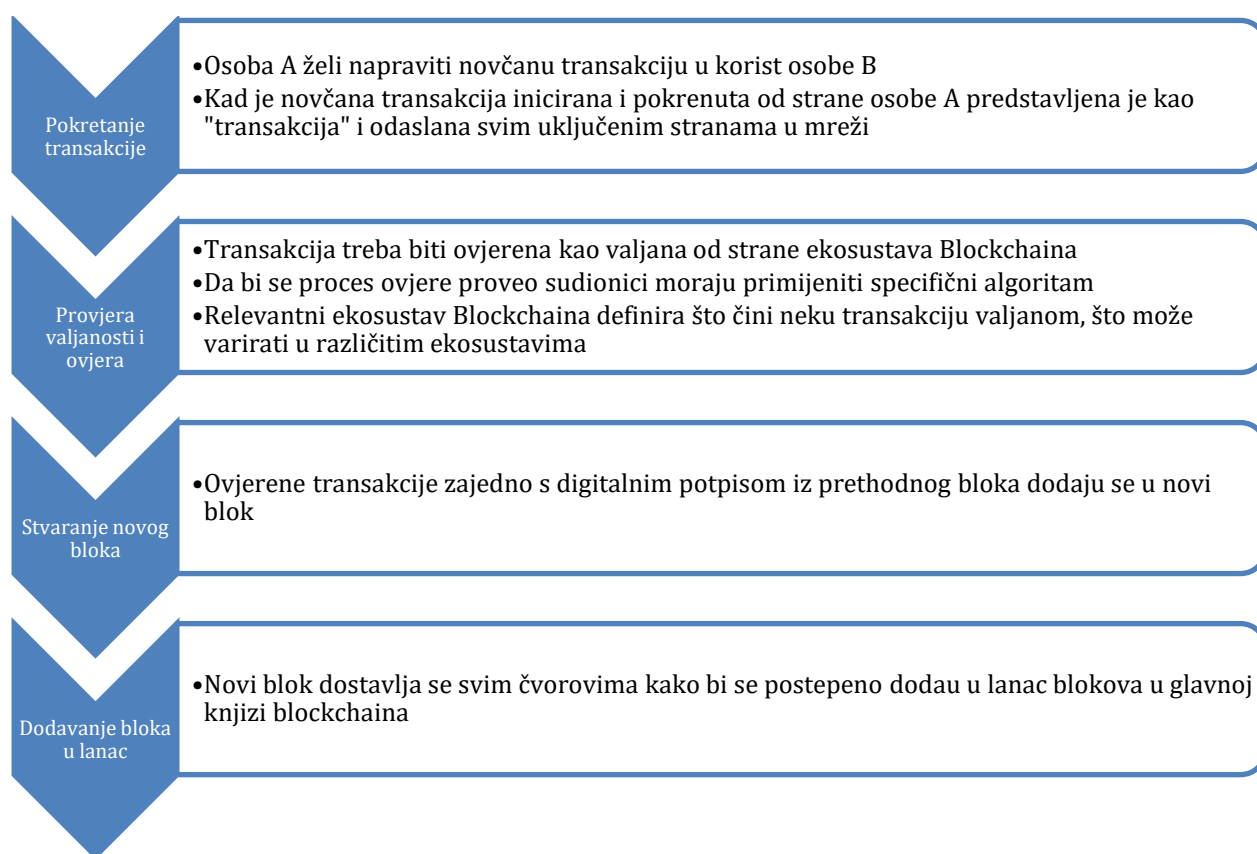 Pokretanje
transakcije
•Osoba A želi napraviti novčanu transakciju u korist osobe B
•Kad je novčana transakcija inicirana i pokrenuta od strane osobe A predstavljena je kao
"transakcija" i odaslana svim uključenim stranama u mreži
Provjera
valjanosti i
ovjera
•Transakcija treba biti ovjerena kao valjana od strane ekosustava Blockchaina
•Da bi se proces ovjere proveo sudionici moraju primijeniti specifični algoritam
•Relevantni ekosustav Blockchaina definira što čini neku transakciju valjanom, što može
varirati u različitim ekosustavima
Stvaranje novog
bloka
•Ovjerene transakcije zajedno s digitalnim potpisom iz prethodnog bloka dodaju se u novi
blok
Dodavanje bloka
u lanac
•Novi blok dostavlja se svim čvorovima kako bi se postepeno dodau u lanac blokova u glavnoj
knjizi blockchaina